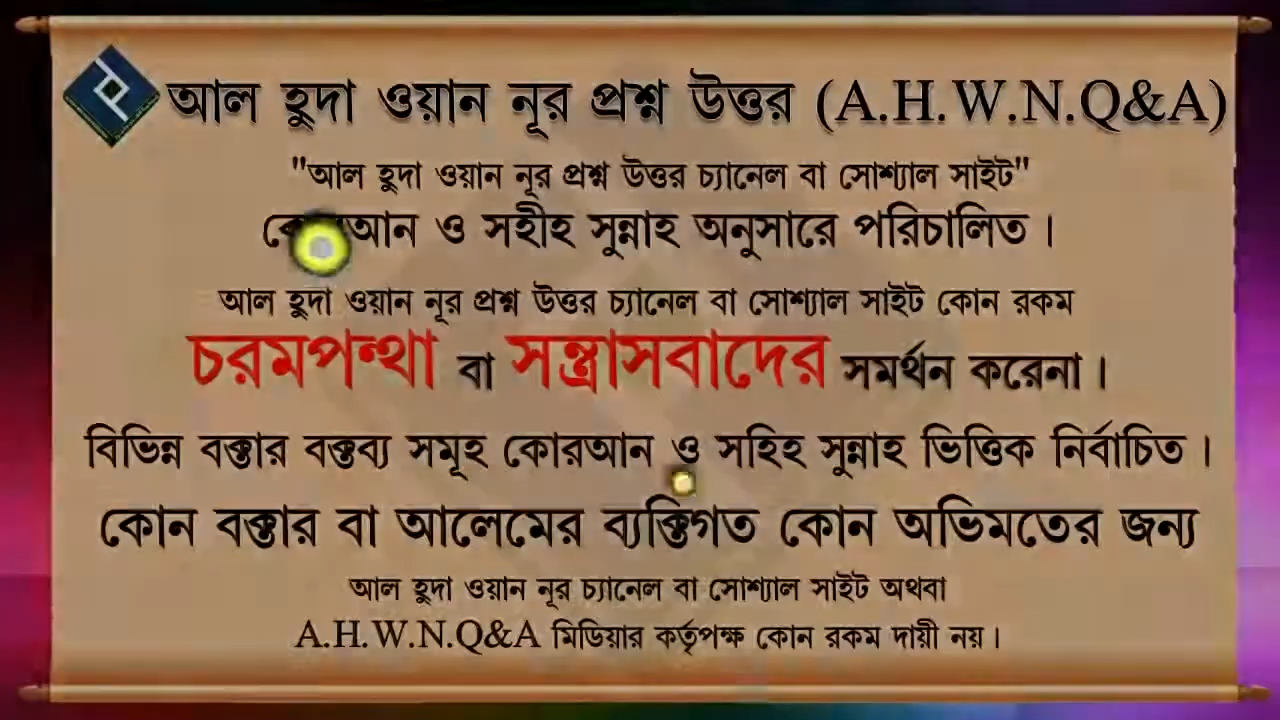 আল হুদা ওয়ান নূর প্রশ্ন উত্তর (A.H.W.N.Q&A)
"আল হুদা ওয়ান নূর প্রশ্ন উত্তর চ্যানেল বা সোশ্যাল সাইট"
ও সহীহ সুন্নাহ অনুসারে পরিচালিত ।
আল হুদা ওয়ান নূর প্রশ্ন উত্তর চ্যানেল বা সোশ্যাল সাইট কোন রকম
চরমপন্থা বা সন্ত্রাসবাদের সমর্থন করেনা ।
বিভিন্ন বক্তার বক্তব্য সমূহ কোরআন ও সহিহ সুন্নাহ ভিত্তিক নির্বাচিত ।
কোন বক্তার বা আলেমের ব্যক্তিগত কোন অভিমতের জন্য
আল হুদা ওয়ান নূর চ্যানেল বা সোশ্যাল সাইট অথবা
A.H.W.N.Q&A মিডিয়ার কর্তৃপক্ষ কোন রকম দায়ী নয় ।